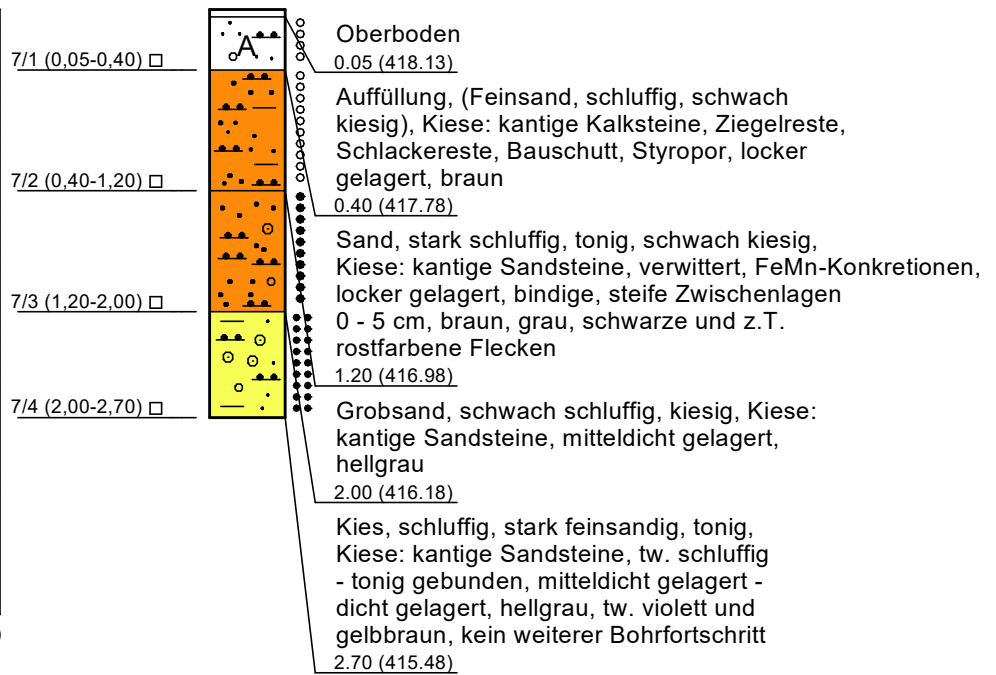 Oberboden
0.05 (418.13)
A
7/1 (0,05-0,40)
Auffüllung, (Feinsand, schluffig, schwach
kiesig), Kiese: kantige Kalksteine, Ziegelreste,
Schlackereste, Bauschutt, Styropor, locker
gelagert, braun
0.40 (417.78)
7/2 (0,40-1,20)
Sand, stark schluffig, tonig, schwach kiesig,
Kiese: kantige Sandsteine, verwittert, FeMn-Konkretionen,
locker gelagert, bindige, steife Zwischenlagen
0 - 5 cm, braun, grau, schwarze und z.T.
rostfarbene Flecken
1.20 (416.98)
7/3 (1,20-2,00)
Grobsand, schwach schluffig, kiesig, Kiese:
kantige Sandsteine, mitteldicht gelagert,
hellgrau
2.00 (416.18)
7/4 (2,00-2,70)
Kies, schluffig, stark feinsandig, tonig,
Kiese: kantige Sandsteine, tw. schluffig
- tonig gebunden, mitteldicht gelagert -
dicht gelagert, hellgrau, tw. violett und
gelbbraun, kein weiterer Bohrfortschritt
2.70 (415.48)